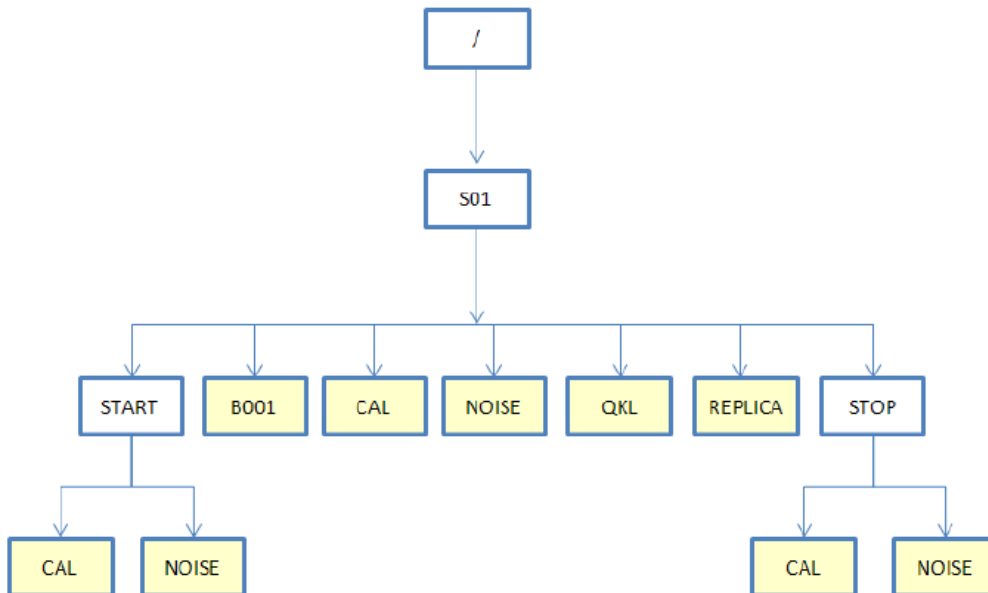 /
S01
START
B001
CAL
NOISE
QKL
REPLICA
STOP
CAL
NOISE
CAL
NOISE